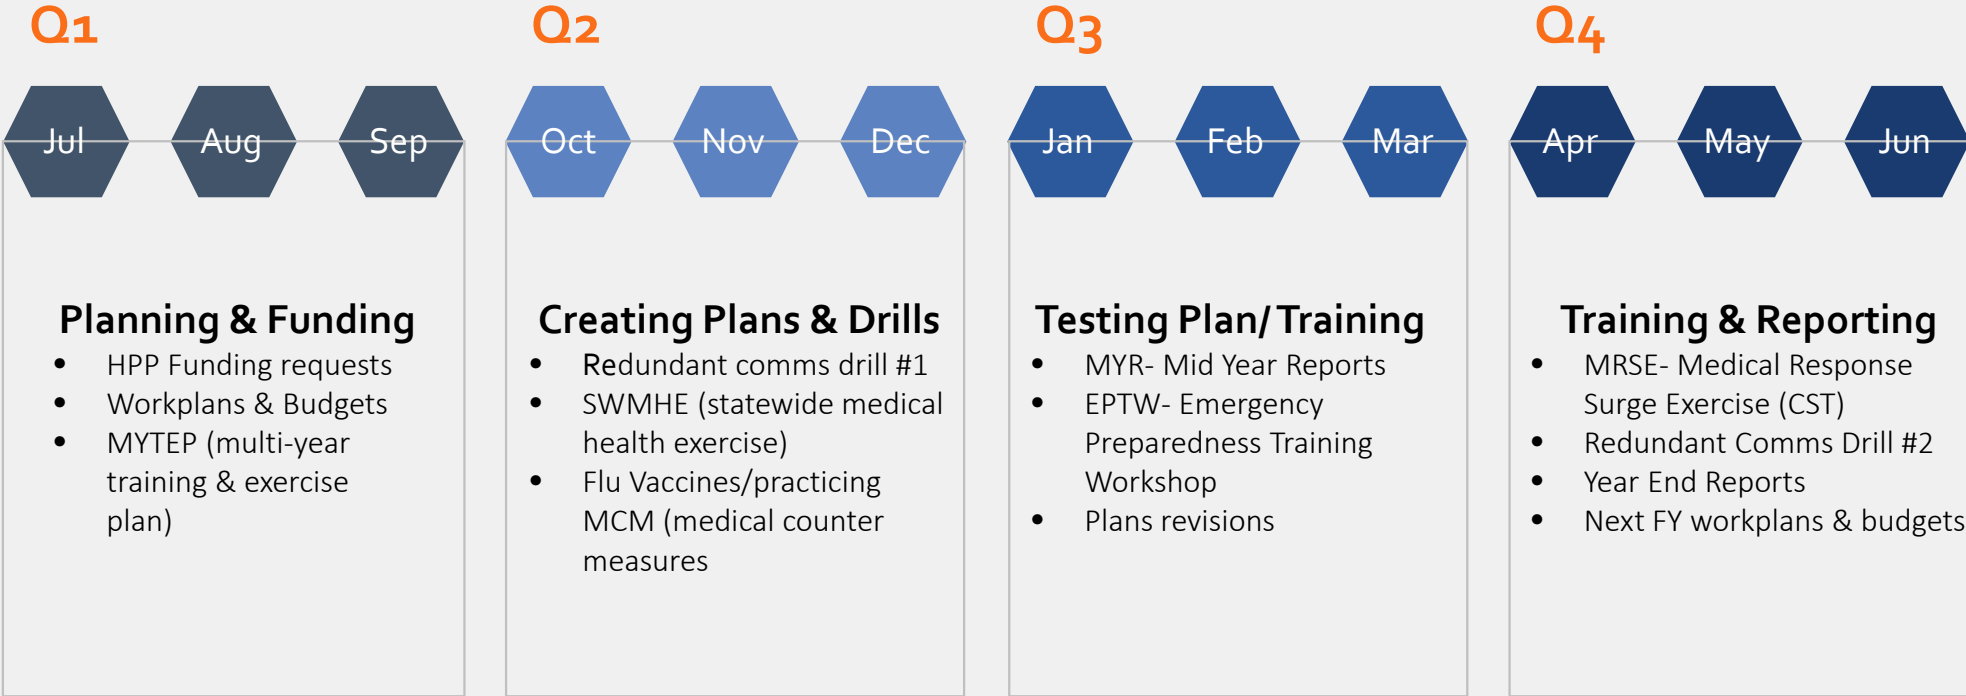 Q1
Jul
Aug
Sep
Planning & Funding
• HPP Funding requests
• Workplans & Budgets
• MYTEP (multi-year
training & exercise
plan)
Q2
Oct
Nov
Dec
Creating Plans & Drills
• Redundant comms drill #1
• SWMHE (statewide medical
health exercise)
• Flu Vaccines/practicing
MCM (medical counter
measures
Q3
Jan
Feb
Mar
Testing Plan/ Training
• MYR- Mid Year Reports
• EPTW- Emergency
Preparedness Training
Workshop
• Plans revisions
Q4
Apr
May
Jun
Training & Reporting
• MRSE- Medical Response
Surge Exercise (CST)
• Redundant Comms Drill #2
• Year End Reports
• Next FY workplans & budgets